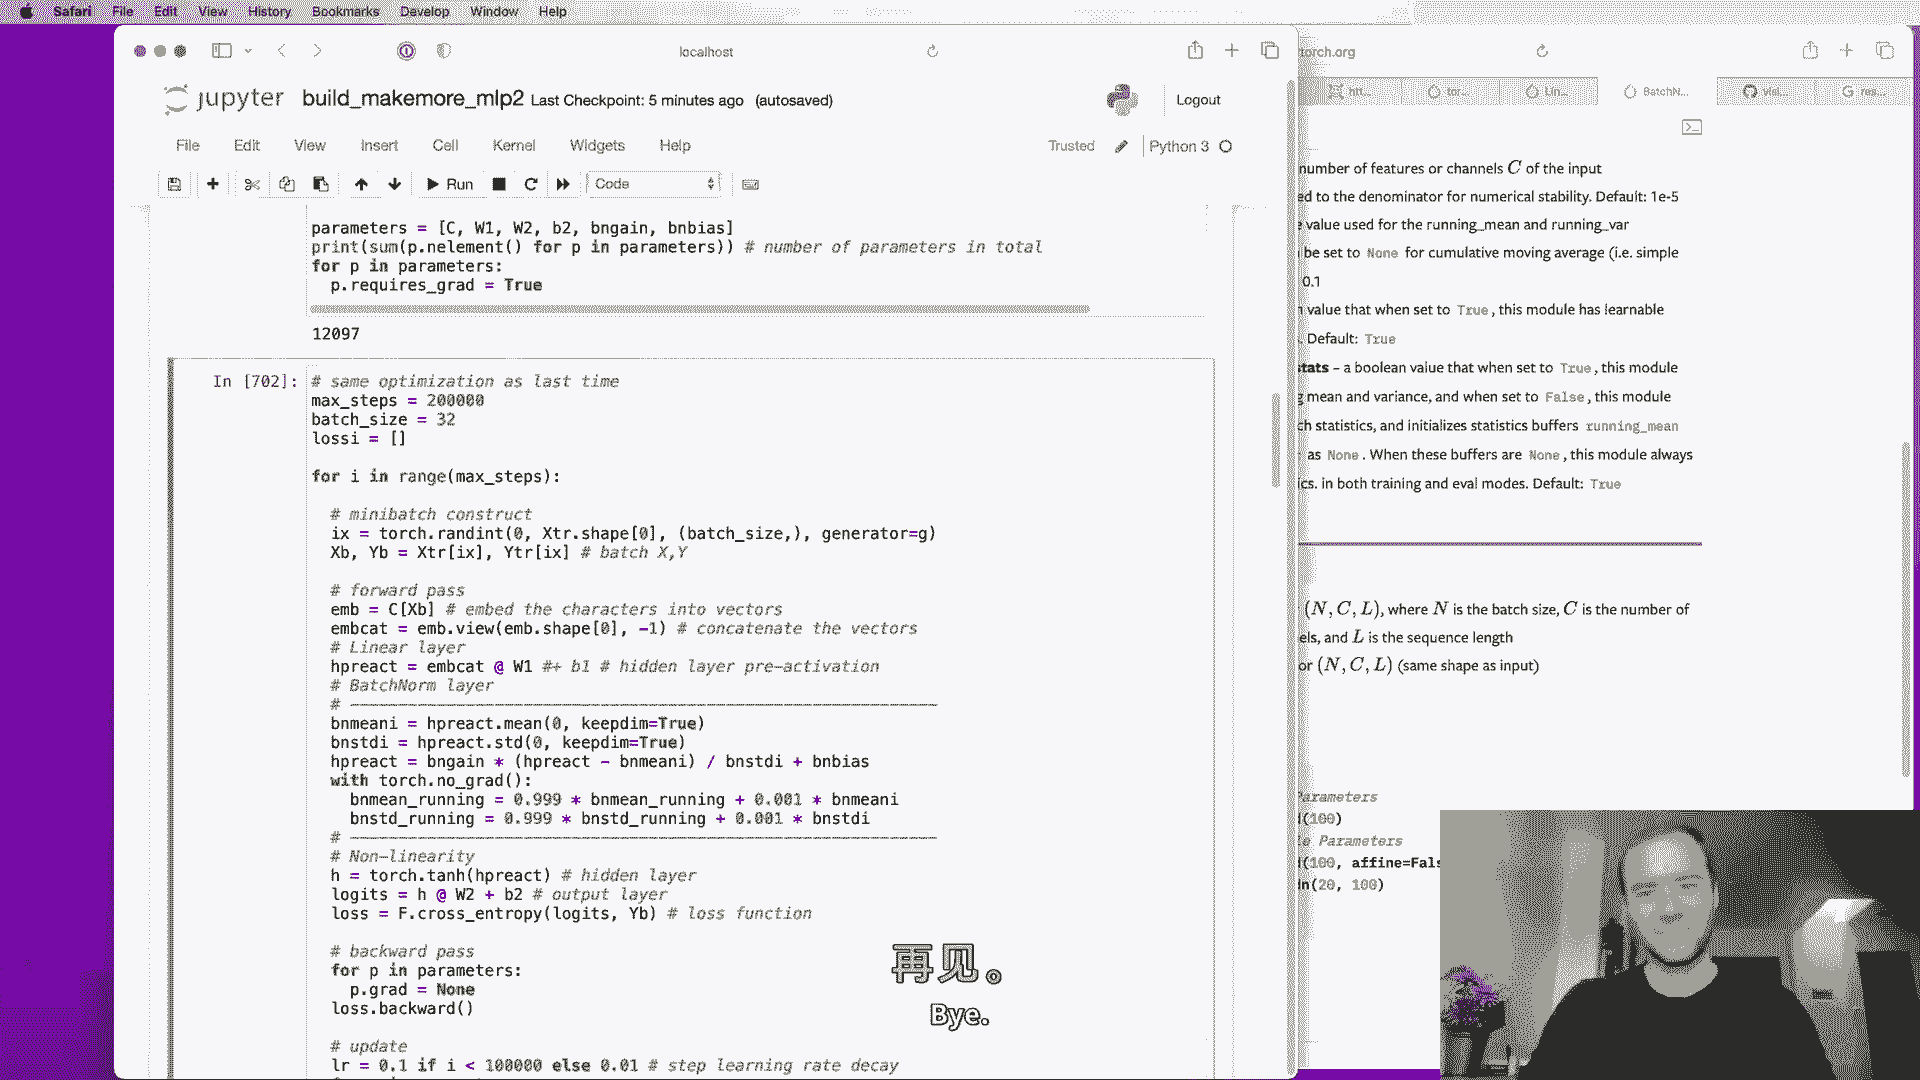 Safari File Edit View History Bookmarks Develop Window Help
localhost
torch.org
jupyter build_makemore_mlp2 Last Checkpoint: 5 minutes ago (autosaved)
Logout
htt... tor... Lin... BatchN... vial... res...
File Edit View Insert Cell Kernel Widgets Help
Trusted Python 3
Run Code
parameters = [C, W1, W2, b2, bngain, bnbias]
print(sum(p.nelement() for p in parameters)) # number of parameters in total
for p in parameters:
p.requires_grad = True
12097
In [702]:
# same optimization as last time
max_steps = 200000
batch_size = 32
lossi = []
for i in range(max_steps):
# minibatch construct
ix = torch.randint(0, Xtr.shape[0], (batch_size,), generator=g)
Xb, Yb = Xtr[ix], Ytr[ix] # batch X,Y
# forward pass
emb = C[Xb] # embed the characters into vectors
embcat = emb.view(emb.shape[0], -1) # concatenate the vectors
# Linear layer
hpreact = embcat @ W1 #+ b1 # hidden layer pre-activation
# BatchNorm layer
# -------------------------------------------------------------
bnmeani = hpreact.mean(0, keepdim=True)
bnstdi = hpreact.std(0, keepdim=True)
hpreact = bngain * (hpreact - bnmeani) / bnstdi + bnbias
with torch.no_grad():
bnmean_running = 0.999 * bnmean_running + 0.001 * bnmeani
bnstd_running = 0.999 * bnstd_running + 0.001 * bnstdi
# -------------------------------------------------------------
# Non-linearity
h = torch.tanh(hpreact) # hidden layer
logits = h @ W2 + b2 # output layer
loss = F.cross_entropy(logits, Yb) # loss function
# backward pass
for p in parameters:
p.grad = None
loss.backward()
# update
lr = 0.1 if i < 100000 else 0.01 # step learning rate decay
number of features or channels C of the input
ed to the denominator for numerical stability. Default: 1e-5
value used for the running_mean and running_var
be set to None for cumulative moving average (i.e. simple
0.1
value that when set to True, this module has learnable
. Default: True
tats – a boolean value that when set to True, this module
mean and variance, and when set to False, this module
ch statistics, and initializes statistics buffers running_mean
as None. When these buffers are None, this module always
ics. in both training and eval modes. Default: True
(N, C, L), where N is the batch size, C is the number of
els, and L is the sequence length
or (N, C, L) (same shape as input)
Parameters
(100)
Parameters
(100, affine=Fals
n(20, 100)
再见。
Bye.